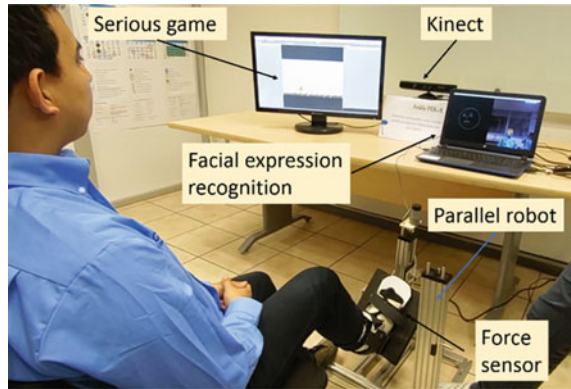 Serious game
Kinect
Facial expression
recognition
Parallel robot
Force
sensor